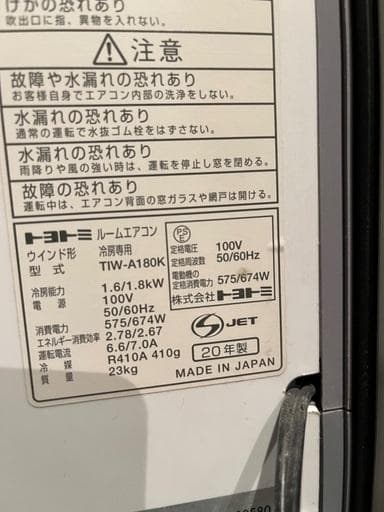 けがの恐れあり
吹出口に指、異物を入れない。
注意
故障や水漏れの恐れあり
お客様自身でエアコン内部の洗浄をしない。
水漏れの恐れあり
通常の運転で水抜ゴム栓をはずさない。
水漏れの恐れあり
雨降りや風の強い時は、運転を停止し窓を閉める。
故障の恐れあり
運転中は、エアコン背面の窓ガラスや網戸は開ける。
トヨトミ ルームエアコン
ウインド形 冷房専用
型式 TIW-A180K
冷房能力 1.6/1.8kW
電源 100V
50/60Hz
消費電力 575/674W
エネルギー消費効率 2.78/2.67
運転電流 6.6/7.0A
冷媒 R410A 410g
質量 23kg
PS
E
定格電圧 100V
定格周波数 50/60Hz
電動機の
定格消費電力 575/674W
株式会社トヨトミ
S JET
20年製
MADE IN JAPAN